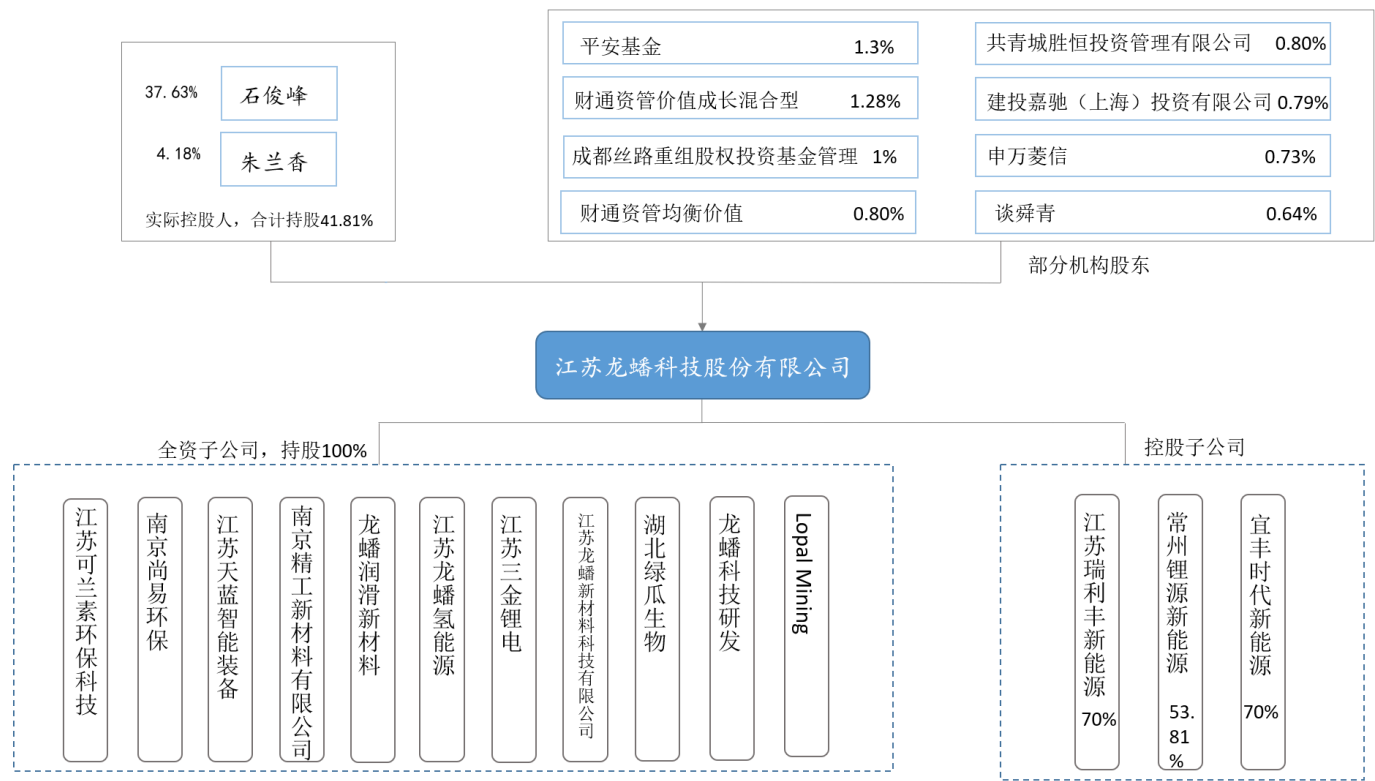 37.63% 石俊峰
4.18% 朱兰香
实际控股人，合计持股41.81%
平安基金 1.3%
财通资管价值成长混合型 1.28%
成都丝路重组股权投资基金管理 1%
财通资管均衡价值 0.80%
共青城胜恒投资管理有限公司 0.80%
建投嘉驰（上海）投资有限公司 0.79%
申万菱信 0.73%
谈舜青 0.64%
部分机构股东
江苏龙蟠科技股份有限公司
全资子公司，持股100%
江苏可兰素环保科技
南京尚易环保
江苏天蓝智能装备
南京精工新材料有限公司
龙蟠润滑新材料
江苏龙蟠氢能源
江苏三金锂电
江苏龙蟠新材料科技有限公司
湖北绿瓜生物
龙蟠科技研发
Lopal Mining
控股子公司
江苏瑞利丰新能源
70%
常州锂源新能源
53.
81
%
宜丰时代新能源
70%